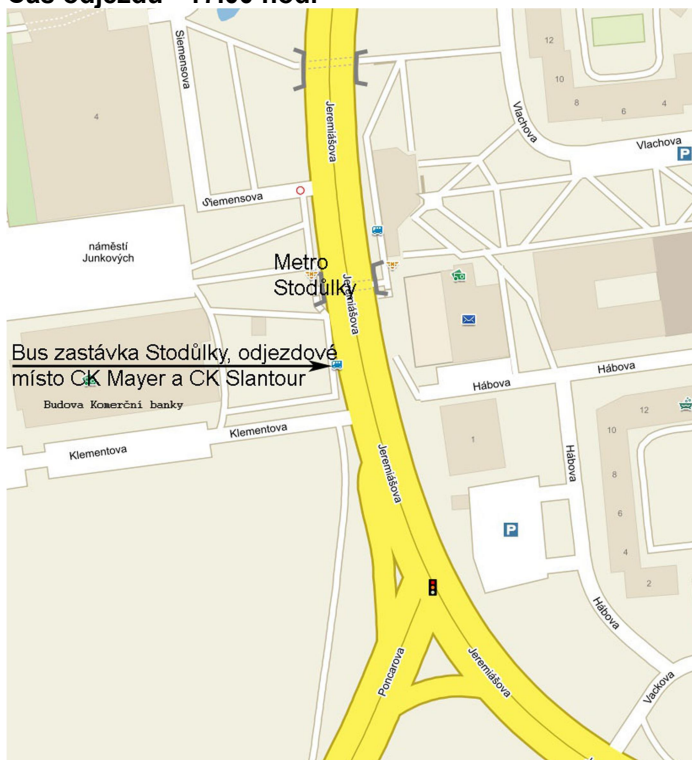 12
10
8
6
4
Siemensova
4
Jeremiášova
Vlachova
Vlachova
P
Siemensova
náměstí
Junkových
Metro
Stodůlky
Jeremiášova
Bus zastávka Stodůlky, odjezdové
místo CK Mayer a CK Slantour
Budova Komerční banky
Hábova
Hábova
Klementova
Klementova
Jeremiášova
1
Hábova
12
10
8
6
4
2
P
Hábova
Poncarova
Jeremiášova
Vackova